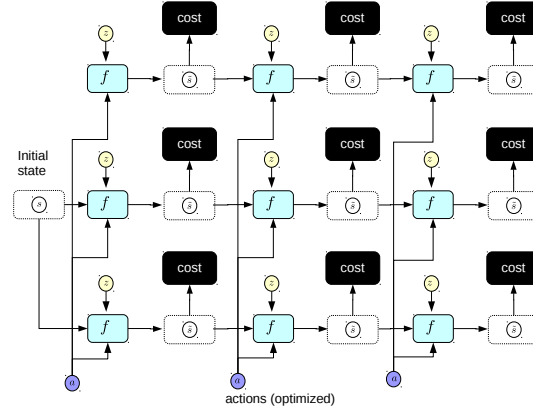 cost cost cost
z z z
f s̃ f s̃ f s̃
cost cost cost
Initial
state
z z z
s f s̃ f s̃ f s̃
cost cost cost
z z z
f s̃ f s̃ f s̃
a a a
actions (optimized)